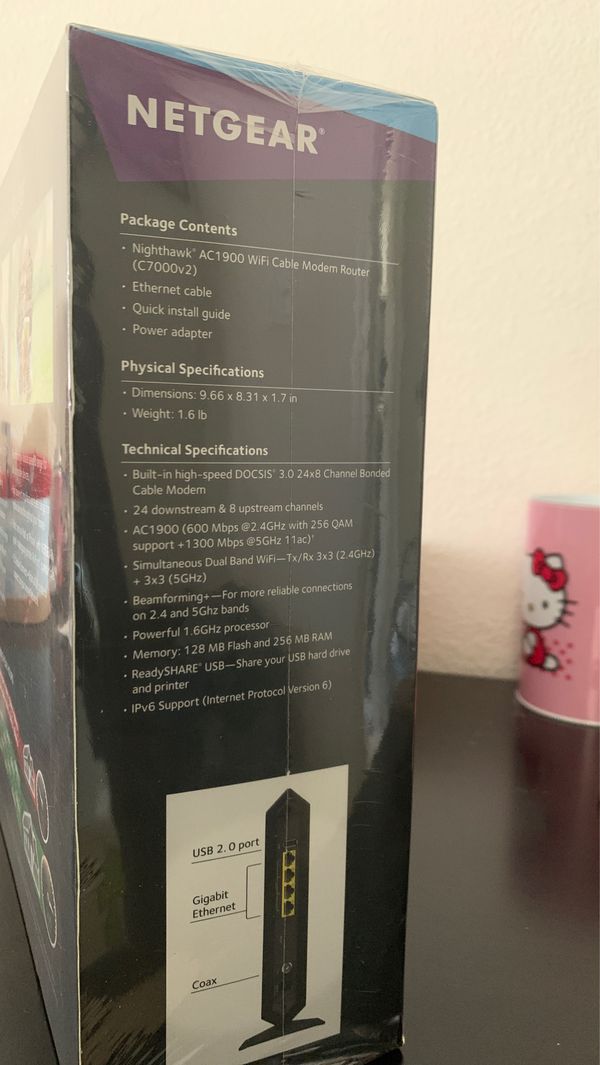 NETGEAR®
Package Contents
• Nighthawk® AC1900 WiFi Cable Modem Router
(C7000v2)
• Ethernet cable
• Quick install guide
• Power adapter
Physical Specifications
• Dimensions: 9.66 x 8.31 x 1.7 in
• Weight: 1.6 lb
Technical Specifications
• Built-in high-speed DOCSIS® 3.0 24x8 Channel Bonded
Cable Modem
• 24 downstream & 8 upstream channels
• AC1900 (600 Mbps @2.4GHz with 256 QAM
support +1300 Mbps @5GHz 11ac)†
• Simultaneous Dual Band WiFi—Tx/Rx 3x3 (2.4GHz)
+ 3x3 (5GHz)
• Beamforming+—For more reliable connections
on 2.4 and 5Ghz bands
• Powerful 1.6GHz processor
• Memory: 128 MB Flash and 256 MB RAM
• ReadySHARE® USB—Share your USB hard drive
and printer
• IPv6 Support (Internet Protocol Version 6)
USB 2.0 port
Gigabit
Ethernet
Coax